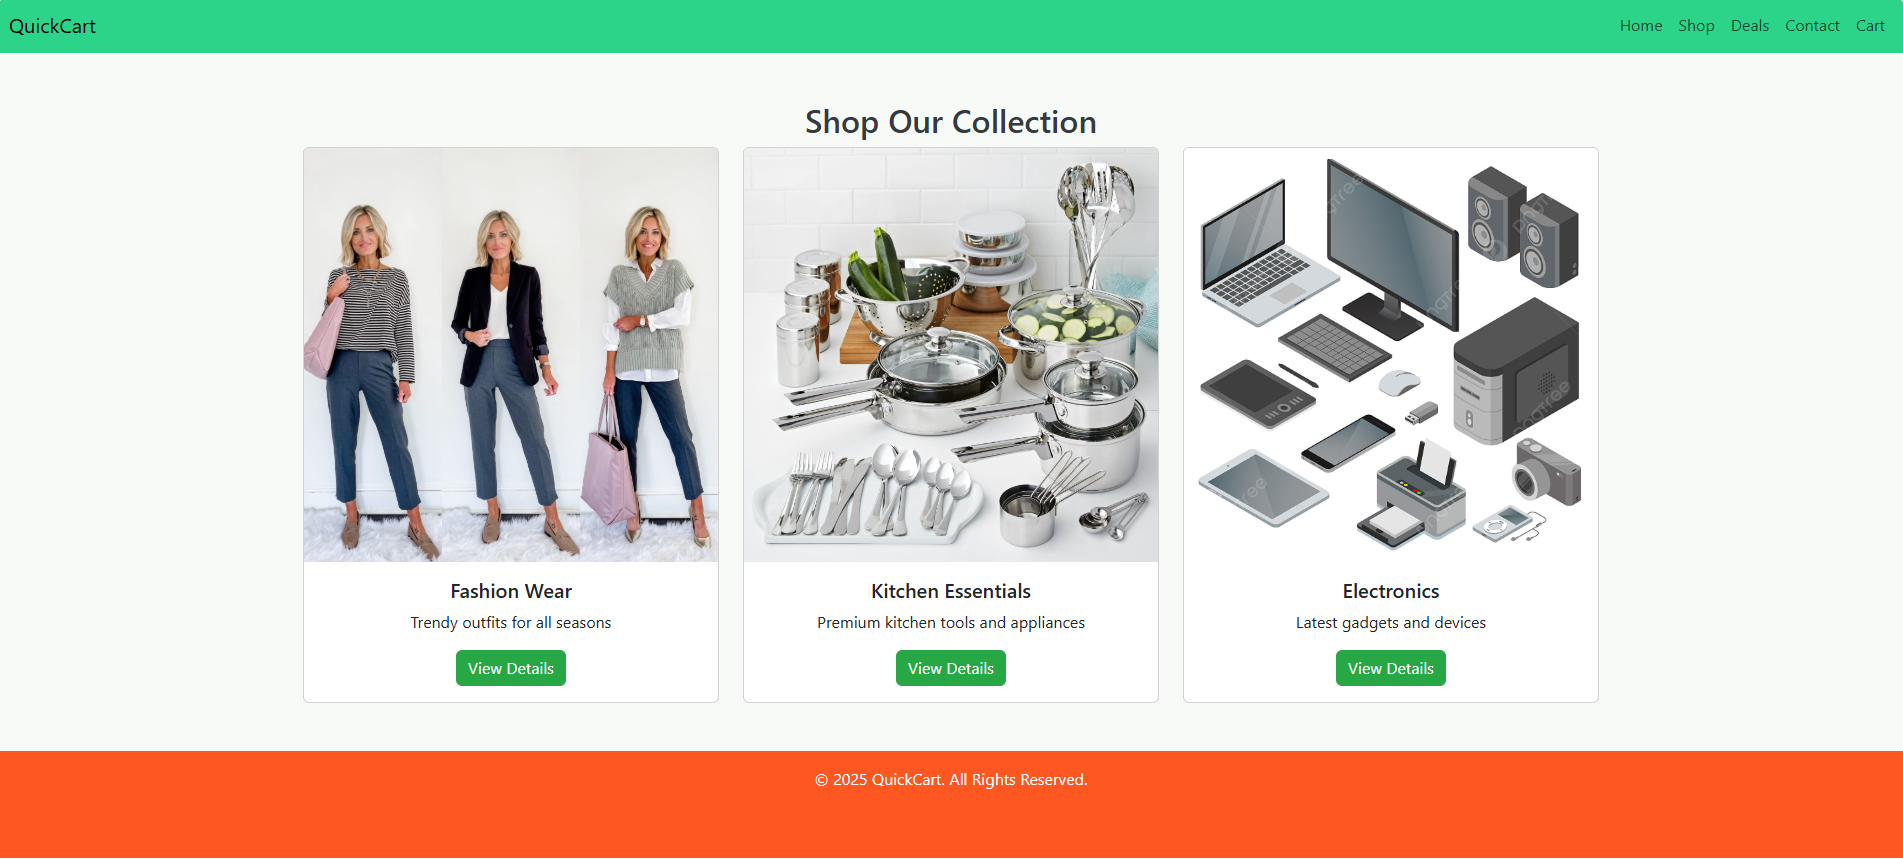 QuickCart
Home Shop Deals Contact Cart
Shop Our Collection
Fashion Wear
Trendy outfits for all seasons
View Details
Kitchen Essentials
Premium kitchen tools and appliances
View Details
Electronics
Latest gadgets and devices
View Details
© 2025 QuickCart. All Rights Reserved.